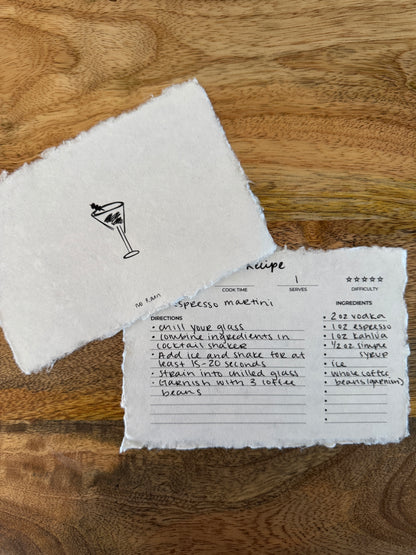 no rain
Recipe
1
COOK TIME
SERVES
DIFFICULTY
espresso martini
DIRECTIONS
• chill your glass
• combine ingredients in
cocktail shaker
• Add ice and shake for at
least 15-20 seconds
• strain into chilled glass
• Garnish with 3 coffee
beans
INGREDIENTS
• 2 oz vodka
• 1 oz espresso
• 1 oz kahlua
• 1/2 oz simple
syrup
• ice
• whole coffee
beans (garnish)